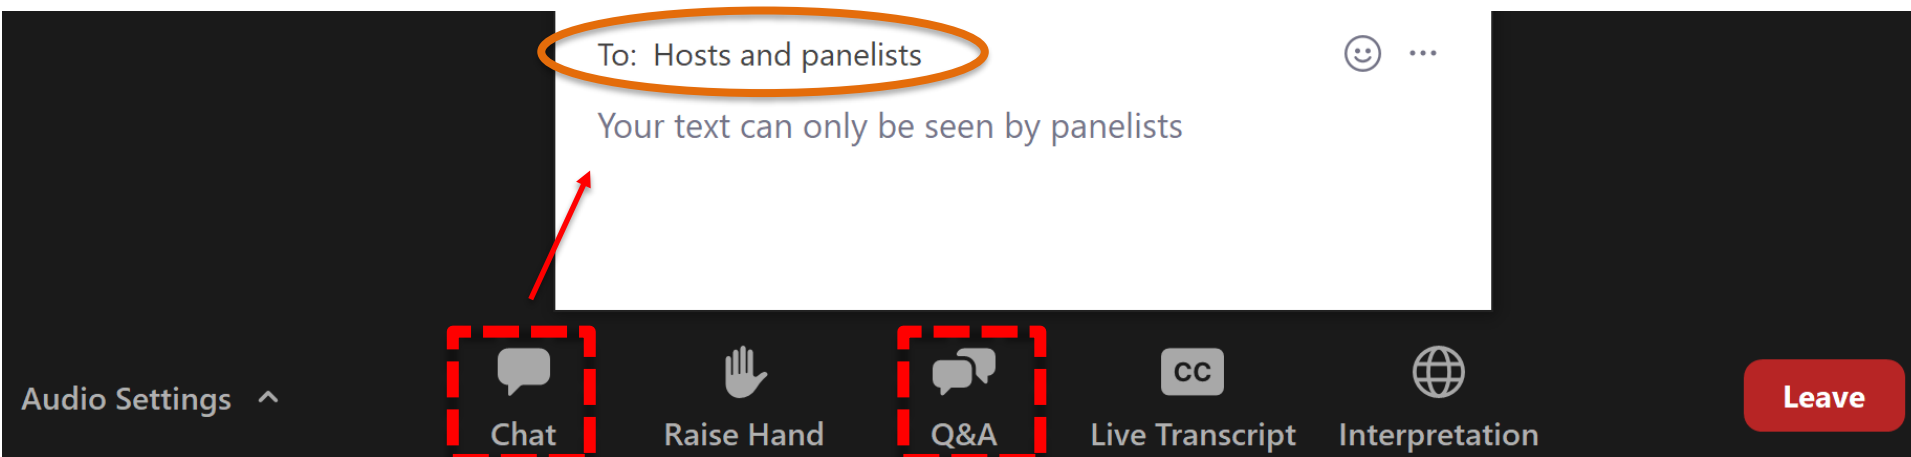 To: Hosts and panelists
Your text can only be seen by panelists
Audio Settings
Chat
Raise Hand
Q&A
CC
Live Transcript
Interpretation
Leave